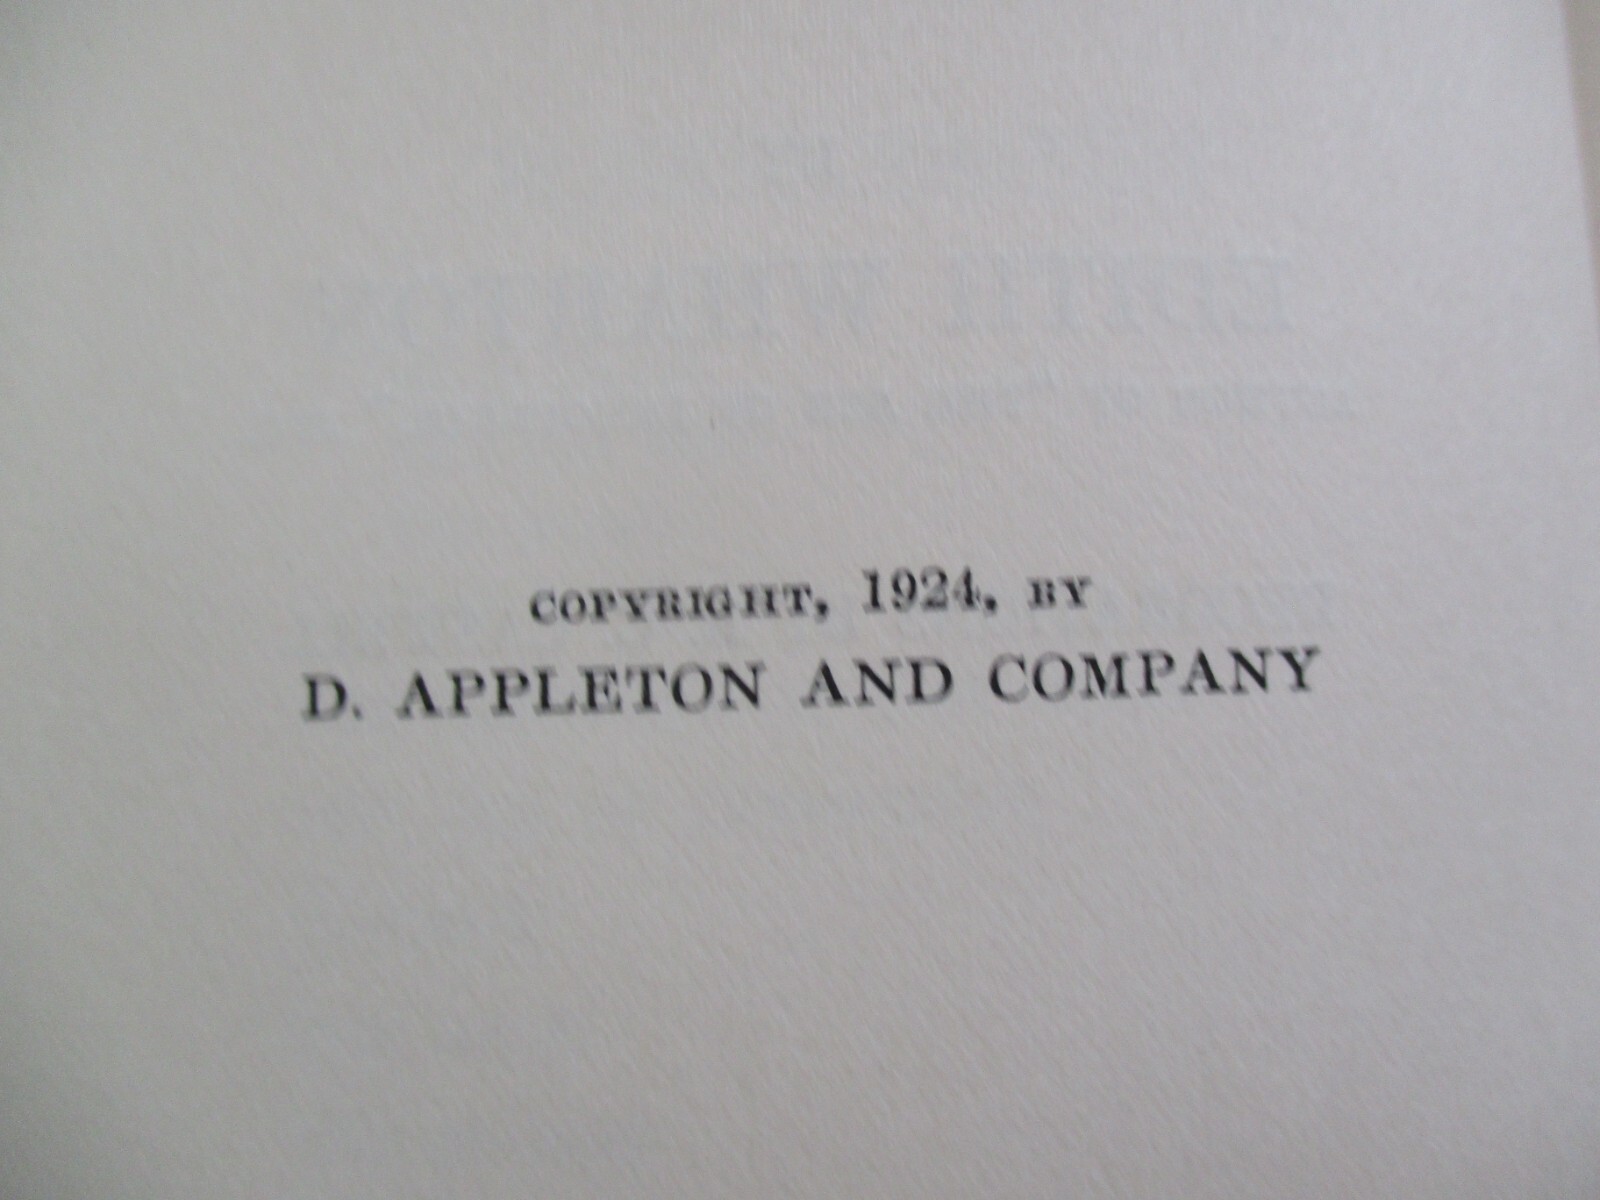 COPYRIGHT, 1924, BY
D. APPLETON AND COMPANY